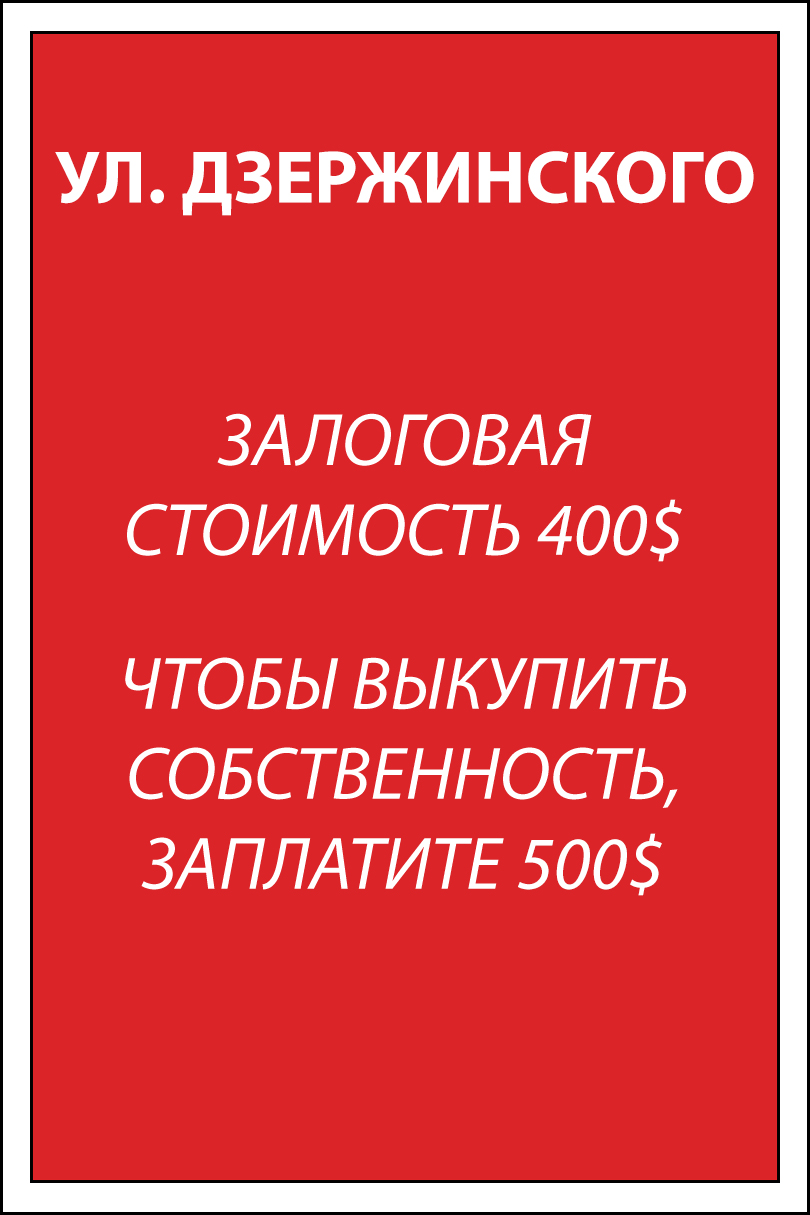 УЛ. ДЗЕРЖИНСКОГО
ЗАЛОГОВАЯ
СТОИМОСТЬ 400$
ЧТОБЫ ВЫКУПИТЬ
СОБСТВЕННОСТЬ,
ЗАПЛАТИТЕ 500$